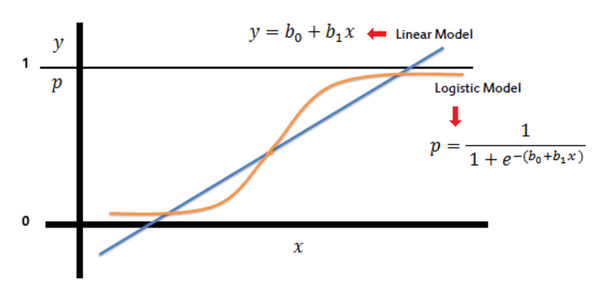 y = b₀ + b₁x
Linear Model
y
1
p
Logistic Model
p = 1 / (1 + e^−(b₀+b₁x))
0
x